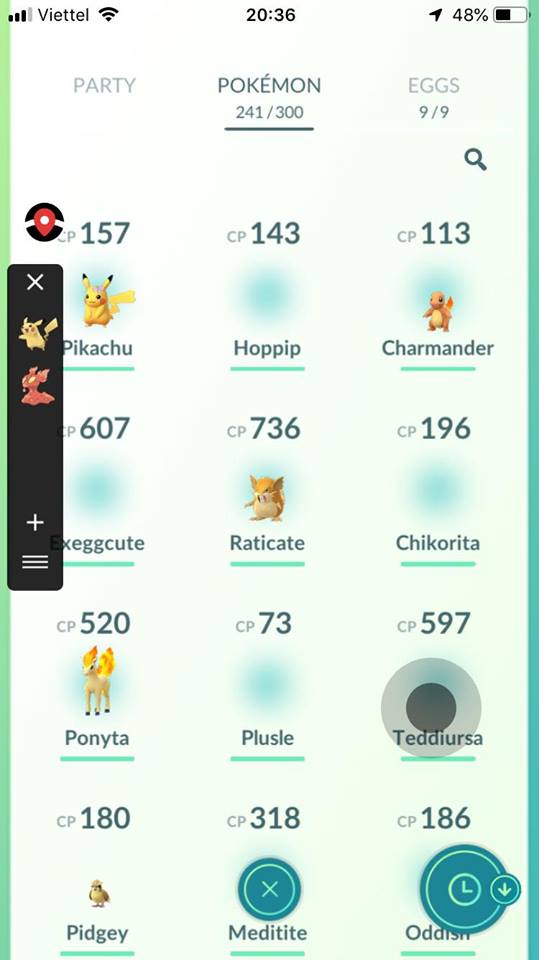 Viettel 20:36 48%
PARTY POKÉMON EGGS
241/300 9/9
CP 157 CP 143 CP 113
Pikachu Hoppip Charmander
CP 607 CP 736 CP 196
Exeggcute Raticate Chikorita
CP 520 CP 73 CP 597
Ponyta Plusle Teddiursa
CP 180 CP 318 CP 186
Pidgey Meditite Oddish